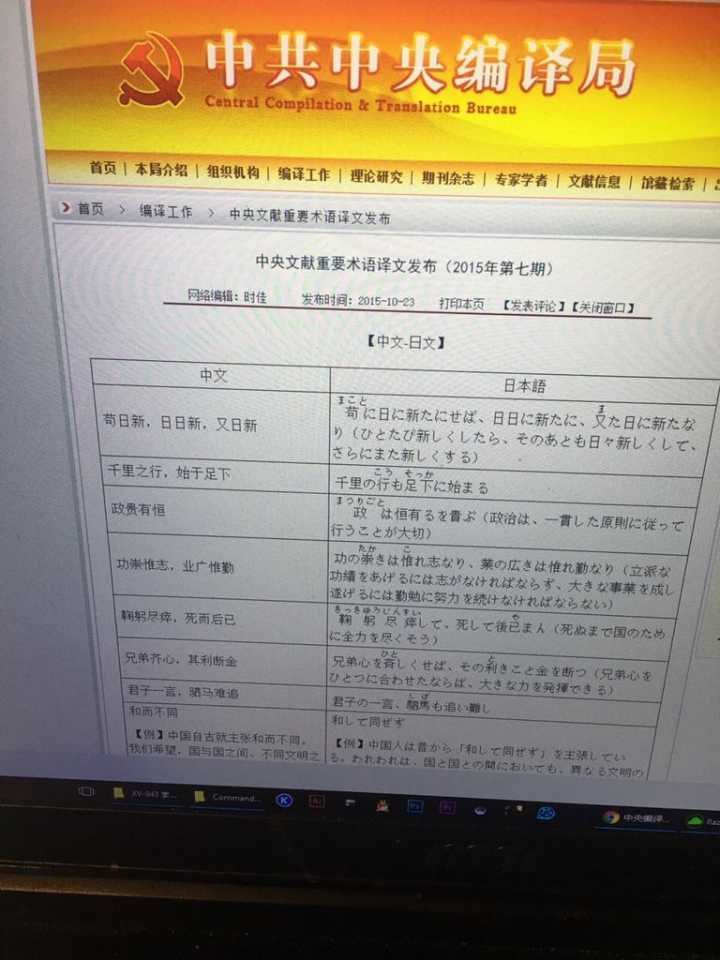 中共中央编译局
Central Compilation & Translation Bureau
首页 | 本局介绍 | 组织机构 | 编译工作 | 理论研究 | 期刊杂志 | 专家学者 | 文献信息 | 馆藏检索 |
首页 > 编译工作 > 中央文献重要术语译文发布
中央文献重要术语译文发布（2015年第七期）
网络编辑：时佳 发布时间：2015-10-23 打印本页 【发表评论】【关闭窗口】
【中文-日文】
中文
日本語
苟日新，日日新，又日新
まこと ま
苟に日に新たにせば、日日に新たに、又た日に新たな
り（ひとたび新しくしたら、そのあとも日々新しくして、
さらにまた新しくする）
千里之行，始于足下
こう そっか
千里の行も足下に始まる
政贵有恒
まつりごと
政は恒有るを貴ぶ（政治は、一貫した原則に従って
行うことが大切）
功崇惟志，业广惟勤
たか こ
功の崇きは惟れ志なり、業の広きは惟れ勤なり（立派な
功績をあげるには志がなければならず、大きな事業を成し
遂げるには勤勉に努力を続けなければならない）
鞠躬尽瘁，死而后已
きっきゅうじんすい や
鞠躬尽瘁して、死して後已まん（死ぬまで国のため
に全力を尽くそう）
兄弟齐心，其利断金
ひと と
兄弟心を斉しくせば、その利きこと金を断つ（兄弟心を
ひとつに合わせたならば、大きな力を発揮できる）
君子一言，驷马难追
しば
君子の一言、駟馬も追い難し
和而不同
和して同ぜず
【例】中国自古就主张和而不同。
我们希望，国与国之间、不同文明之
【例】中国人は昔から「和して同ぜず」を主張してい
る。われわれは、国と国との間においても、異なる文明の
Command...
中央编译...